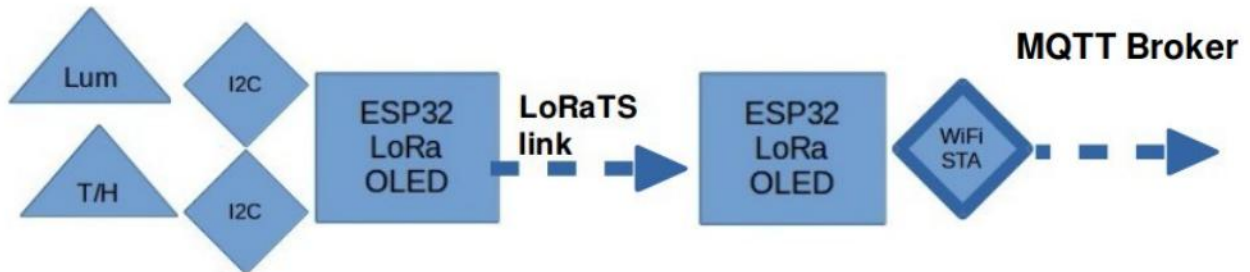 Lum
I2C
T/H
I2C
ESP32
LoRa
OLED
LoRaTS
link
ESP32
LoRa
OLED
WiFi
STA
MQTT Broker